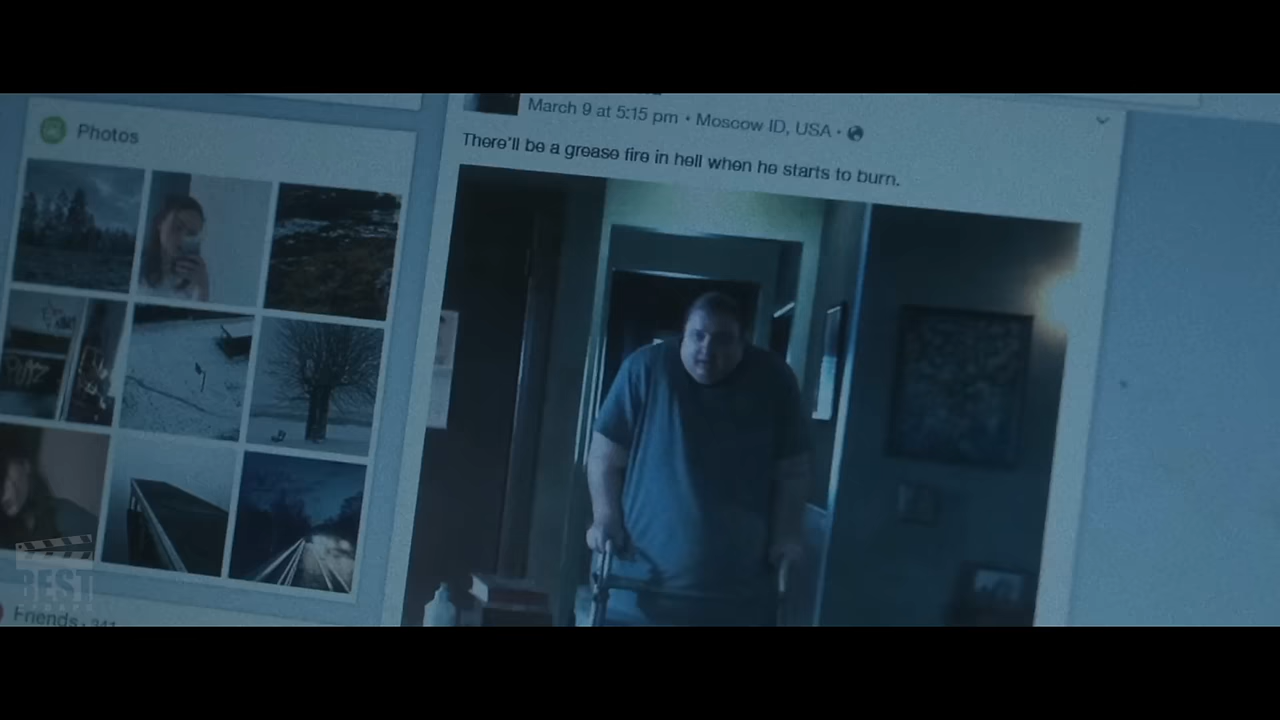 Photos
March 9 at 5:15 pm • Moscow ID, USA •
There'll be a grease fire in hell when he starts to burn.
BEST
Friends • 341